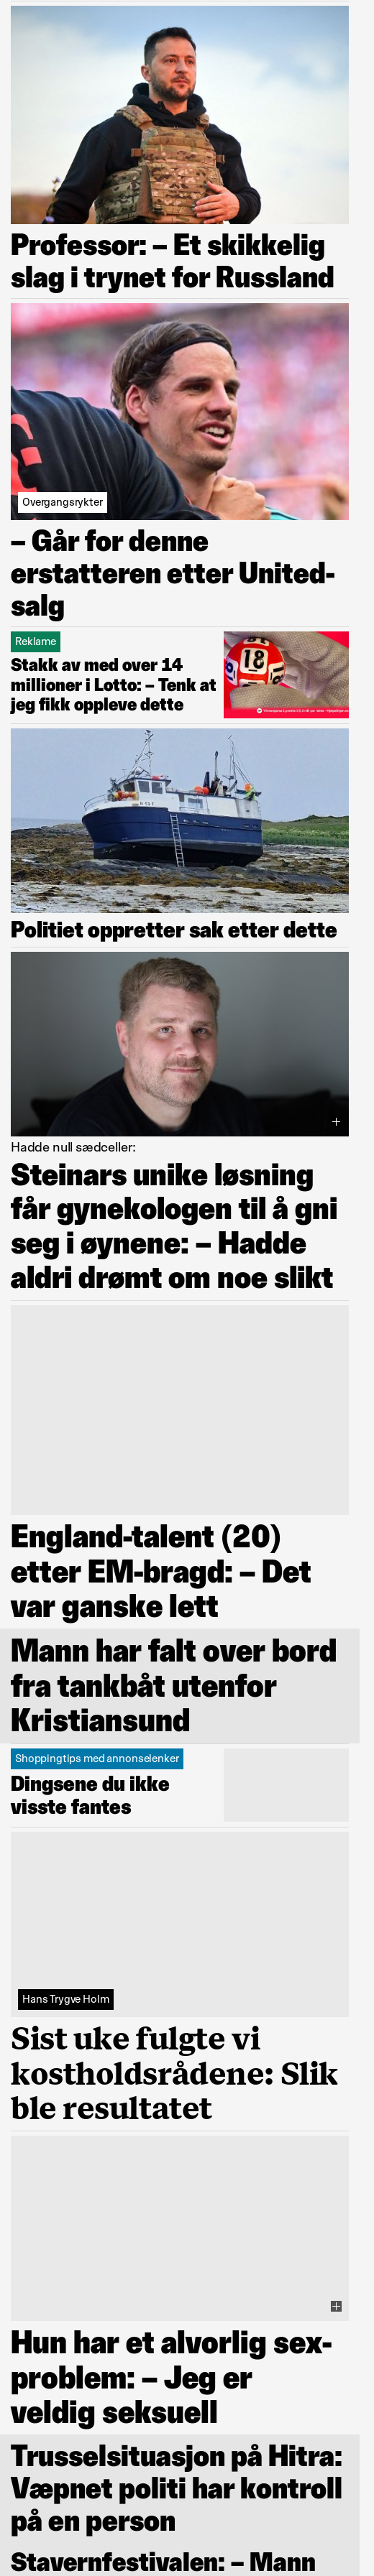 Professor: – Et skikkelig
slag i trynet for Russland
Overgangsrykter
– Går for denne
erstatteren etter United-
salg
Reklame
Stakk av med over 14
millioner i Lotto: – Tenk at
jeg fikk oppleve dette
18
Politiet oppretter sak etter dette
Hadde null sædceller:
Steinars unike løsning
får gynekologen til å gni
seg i øynene: – Hadde
aldri drømt om noe slikt
England-talent (20)
etter EM-bragd: – Det
var ganske lett
Mann har falt over bord
fra tankbåt utenfor
Kristiansund
Shoppingtips med annonselenker
Dingsene du ikke
visste fantes
Hans Trygve Holm
Sist uke fulgte vi
kostholdsrådene: Slik
ble resultatet
Hun har et alvorlig sex-
problem: – Jeg er
veldig seksuell
Trusselsituasjon på Hitra:
Væpnet politi har kontroll
på en person
Stavernfestivalen: – Mann